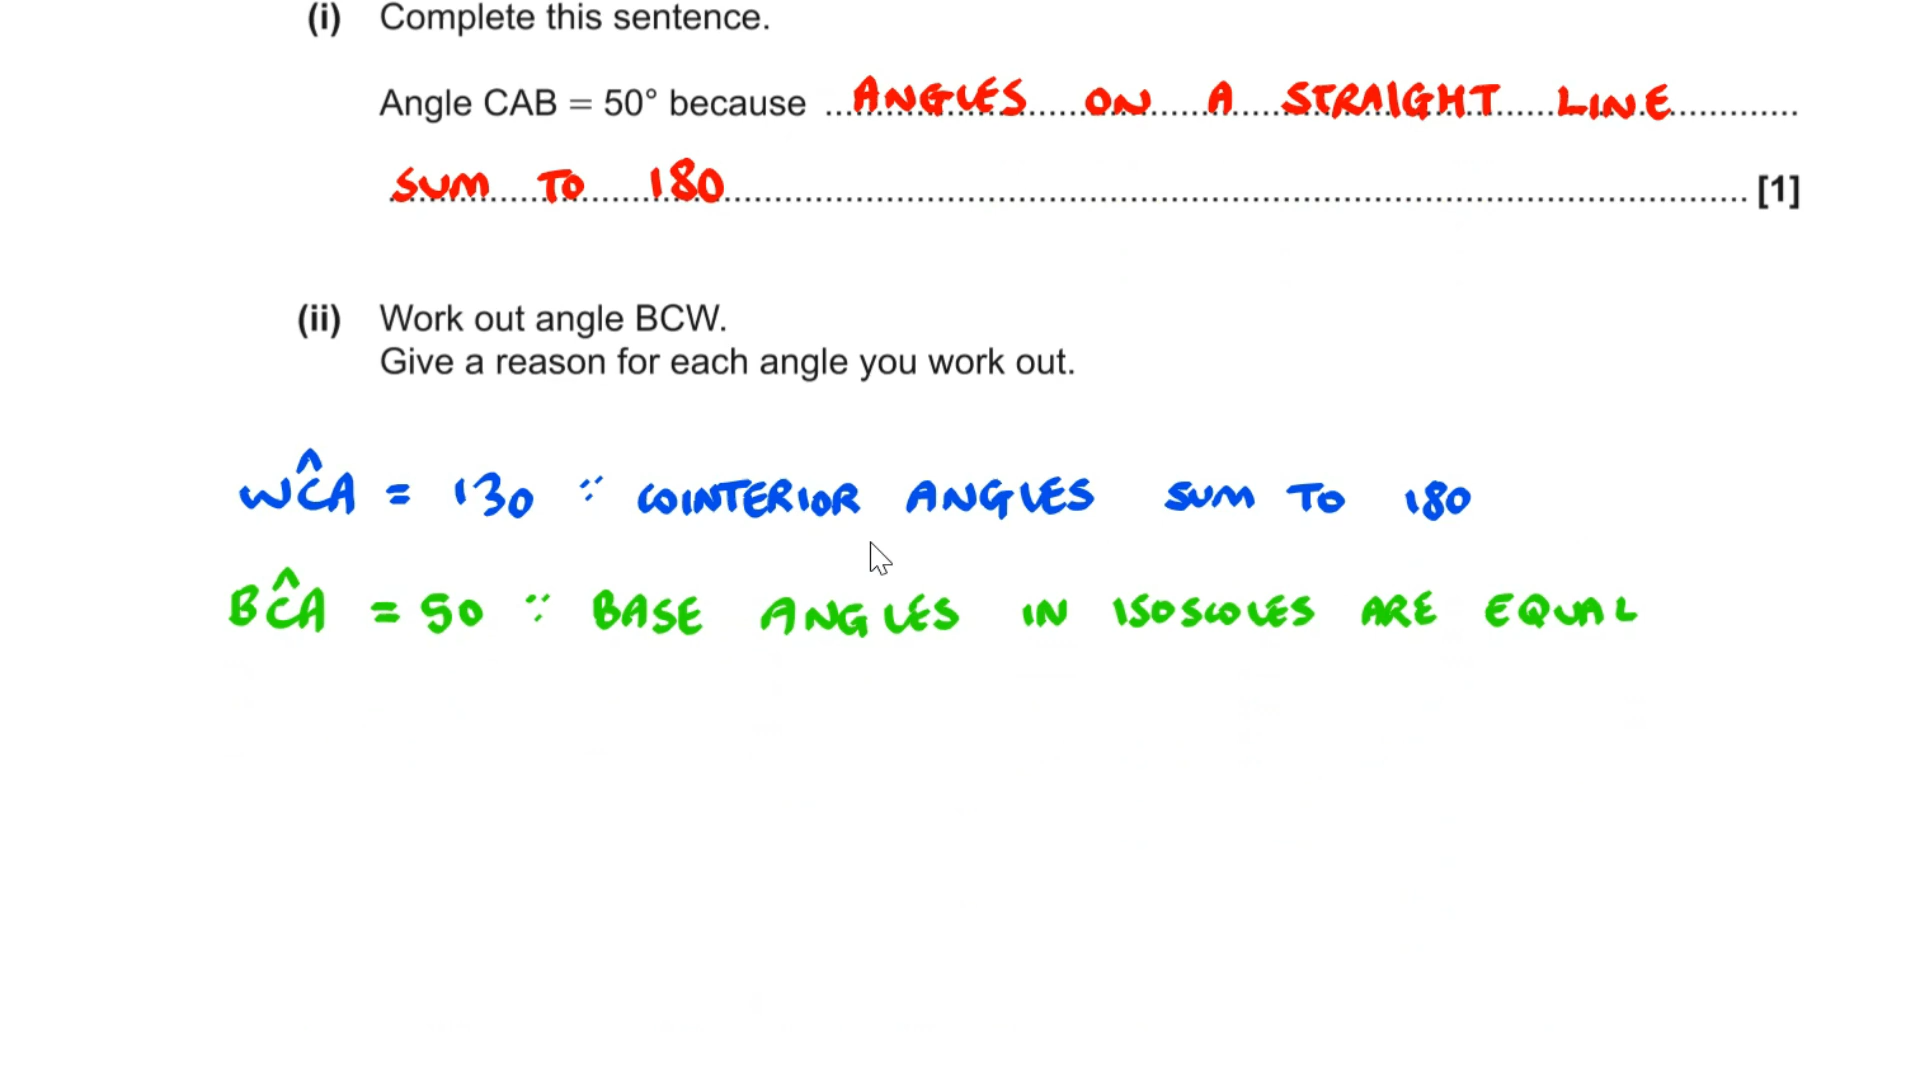 (i) Complete this sentence.
Angle CAB = 50° because ANGLES ON A STRAIGHT LINE
SUM TO 180 [1]
(ii) Work out angle BCW.
Give a reason for each angle you work out.
WĈA = 130 ∵ COINTERIOR ANGLES SUM TO 180
BĈA = 50 ∵ BASE ANGLES IN ISOSCOLES ARE EQUAL